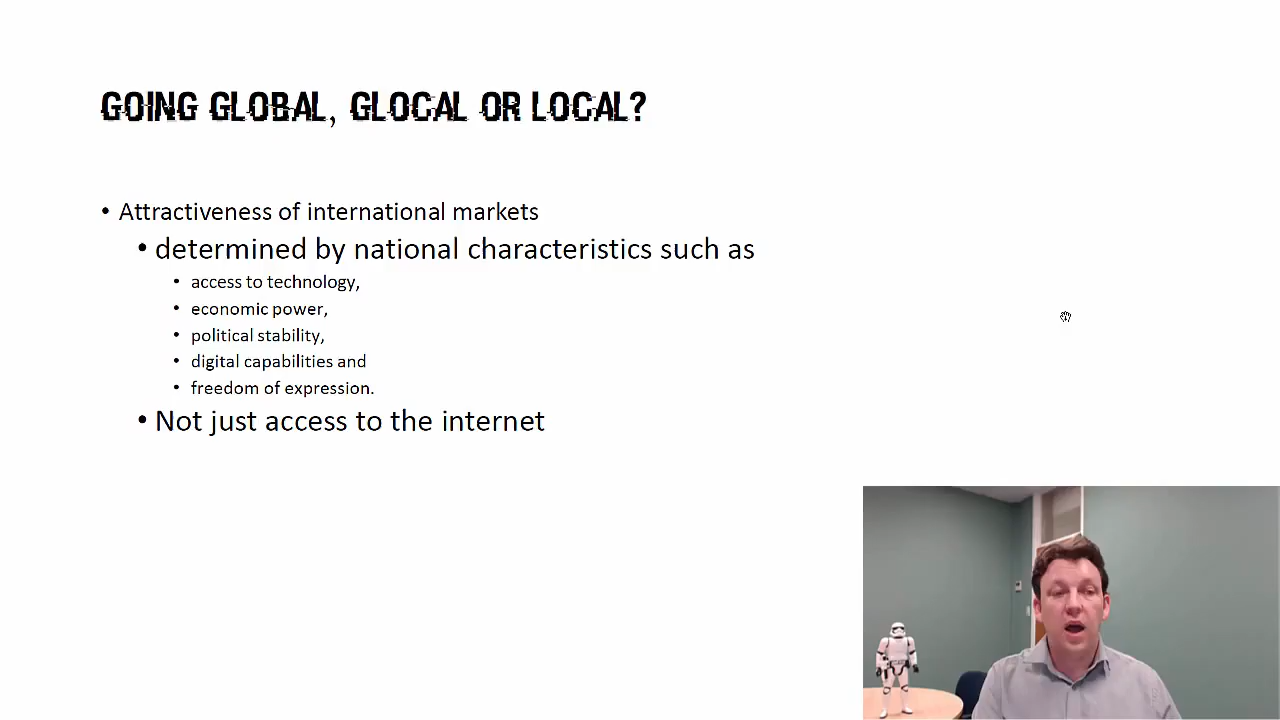 GOING GLOBAL, GLOCAL OR LOCAL?
• Attractiveness of international markets
• determined by national characteristics such as
• access to technology,
• economic power,
• political stability,
• digital capabilities and
• freedom of expression.
• Not just access to the internet